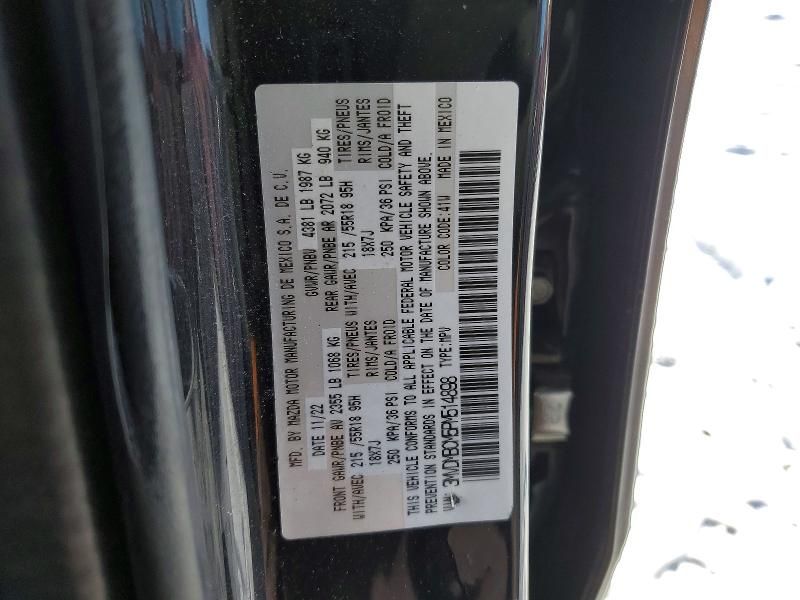 MFD. BY MAZDA MOTOR MANUFACTURING DE MEXICO S.A. DE C.V.
DATE 11/22 GVWR/PNBV 4381 LB 1987 KG
FRONT GAWR/PNBE AV 2355 LB 1068 KG REAR GAWR/PNBE AR 2072 LB 940 KG
WITH/AVEC 215 /55R18 95H TIRES/PNEUS WITH/AVEC 215 /55R18 95H TIRES/PNEUS
18X7J RIMS/JANTES 18X7J RIMS/JANTES
250 KPA/36 PSI COLD/A FROID 250 KPA/36 PSI COLD/A FROID
THIS VEHICLE CONFORMS TO ALL APPLICABLE FEDERAL MOTOR VEHICLE SAFETY AND THEFT
PREVENTION STANDARDS IN EFFECT ON THE DATE OF MANUFACTURE SHOWN ABOVE.
3MVDMBCM5PM514888 TYPE:MPV COLOR CODE:41W MADE IN MEXICO